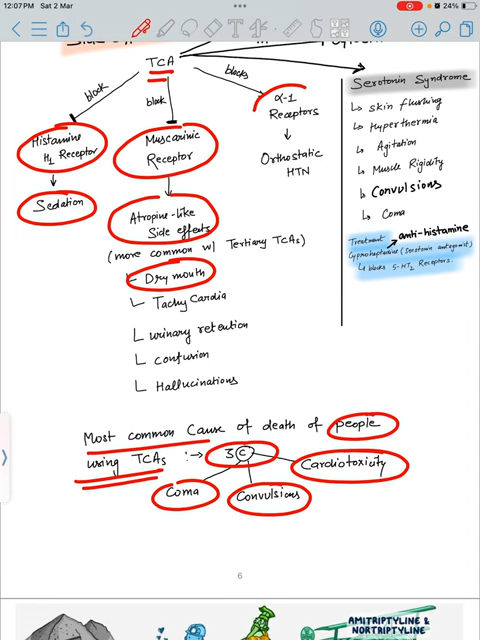 12:07 PM Sat 2 Mar
24%
TCA
block
block
blocks
Histamine
H1 Receptor
Sedation
Muscarinic
Receptor
Atropine-like
Side effects
(more common w/ Tertiary TCAs)
Dry mouth
Tachycardia
urinary retention
confusion
Hallucinations
α-1
Receptors
Orthostatic
HTN
Serotonin Syndrome
Skin flushing
Hyperthermia
Agitation
Muscle Rigidity
Convulsions
Coma
Treatment
anti-histamine
Cyproheptadine (Serotonin antagonist)
blocks 5-HT2 Receptors.
Most common Cause of death of people
using TCAs :→ 3C
Cardiotoxicity
Coma
Convulsions
6
AMITRIPTYLINE &
NORTRIPTYLINE